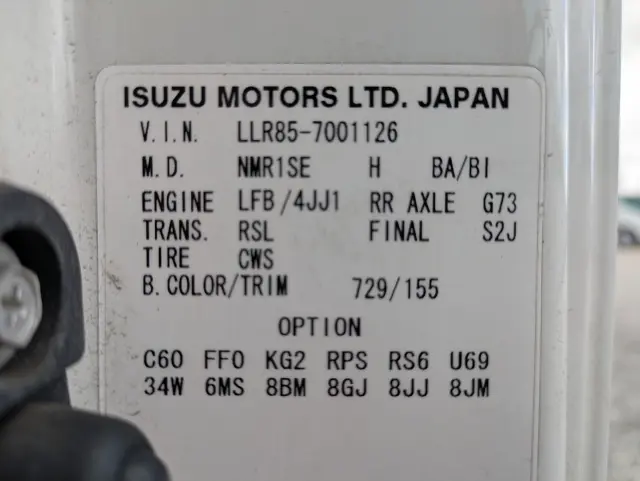 ISUZU MOTORS LTD. JAPAN
V.I.N. LLR85-7001126
M.D. NMR1SE H BA/BI
ENGINE LFB/4JJ1 RR AXLE G73
TRANS. RSL FINAL S2J
TIRE CWS
B.COLOR/TRIM 729/155
OPTION
C60 FF0 KG2 RPS RS6 U69
34W 6MS 8BM 8GJ 8JJ 8JM